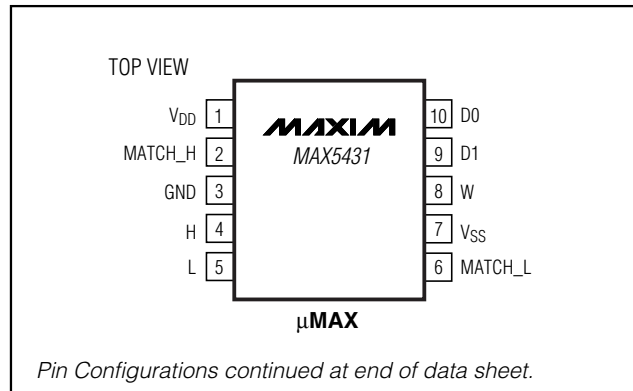 TOP VIEW
VDD 1
MATCH_H 2
GND 3
H 4
L 5
MAXIM
MAX5431
10 D0
9 D1
8 W
7 VSS
6 MATCH_L
μMAX
Pin Configurations continued at end of data sheet.